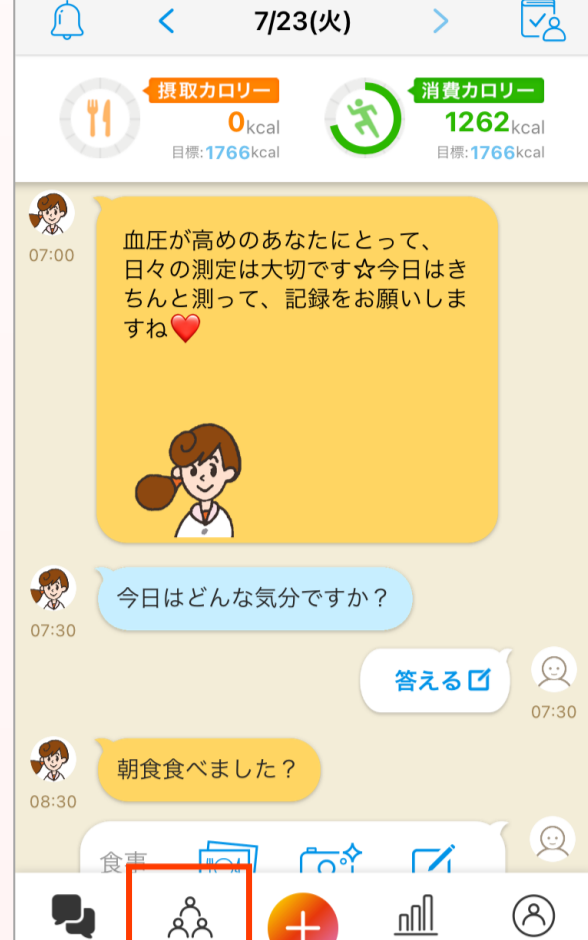 7/23(火)
摂取カロリー
0kcal
目標:1766kcal
消費カロリー
1262kcal
目標:1766kcal
07:00
血圧が高めのあなたにとって、
日々の測定は大切です☆今日はき
ちんと測って、記録をお願いしま
すね❤️
今日はどんな気分ですか？
07:30
答える
07:30
朝食食べました？
08:30
食事